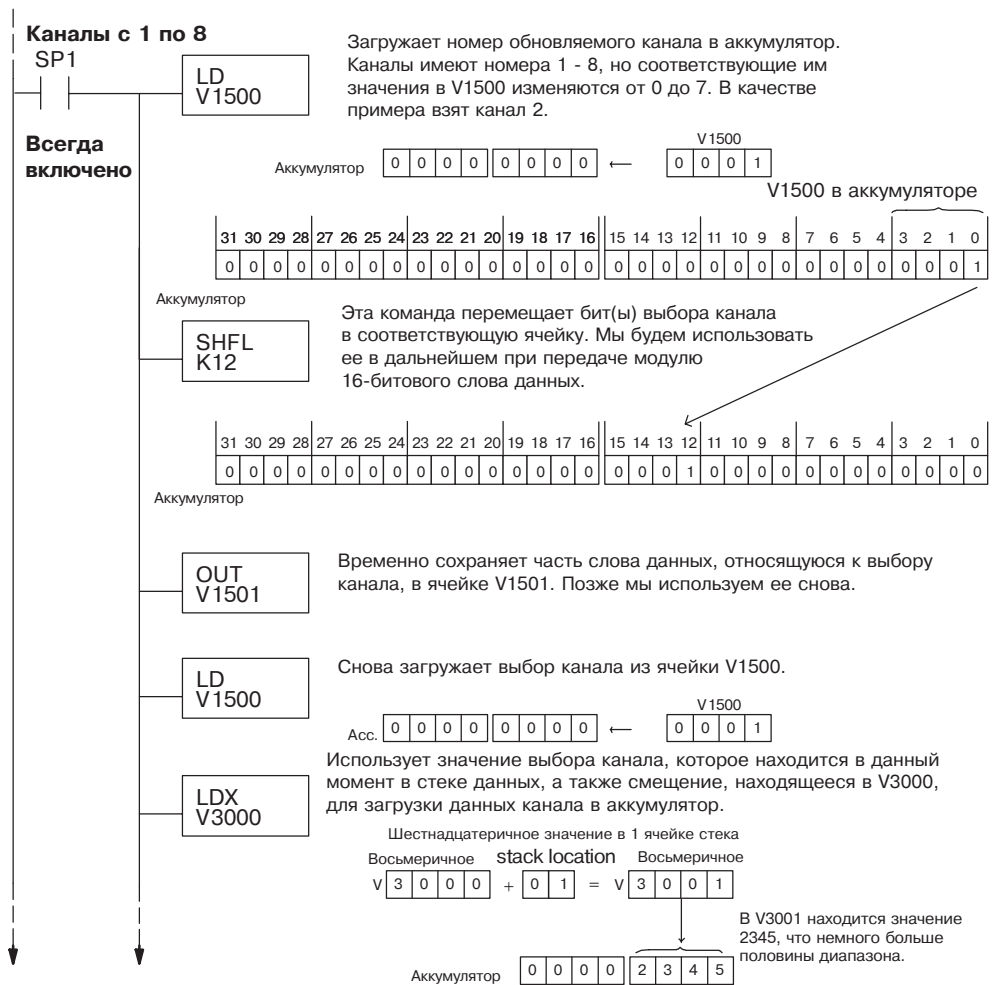 Каналы с 1 по 8
SP1
LD
V1500
Загружает номер обновляемого канала в аккумулятор.
Каналы имеют номера 1 - 8, но соответствующие им
значения в V1500 изменяются от 0 до 7. В качестве
примера взят канал 2.
Всегда
включено
V1500
Аккумулятор 0 0 0 0 0 0 0 0 ← 0 0 0 1
V1500 в аккумуляторе
31 30 29 28 27 26 25 24 23 22 21 20 19 18 17 16 15 14 13 12 11 10 9 8 7 6 5 4 3 2 1 0
0 0 0 0 0 0 0 0 0 0 0 0 0 0 0 0 0 0 0 0 0 0 0 0 0 0 0 0 0 0 0 1
Аккумулятор
SHFL
K12
Эта команда перемещает бит(ы) выбора канала
в соответствующую ячейку. Мы будем использовать
ее в дальнейшем при передаче модулю
16-битового слова данных.
31 30 29 28 27 26 25 24 23 22 21 20 19 18 17 16 15 14 13 12 11 10 9 8 7 6 5 4 3 2 1 0
0 0 0 0 0 0 0 0 0 0 0 0 0 0 0 0 0 0 0 1 0 0 0 0 0 0 0 0 0 0 0 0
Аккумулятор
OUT
V1501
Временно сохраняет часть слова данных, относящуюся к выбору
канала, в ячейке V1501. Позже мы используем ее снова.
LD
V1500
Снова загружает выбор канала из ячейки V1500.
V1500
Acc. 0 0 0 0 0 0 0 0 ← 0 0 0 1
LDX
V3000
Использует значение выбора канала, которое находится в данный
момент в стеке данных, а также смещение, находящееся в V3000,
для загрузки данных канала в аккумулятор.
Шестнадцатеричное значение в 1 ячейке стека
Восьмеричное stack location Восьмеричное
V 3 0 0 0 + 0 1 = V 3 0 0 1
В V3001 находится значение
2345, что немного больше
половины диапазона.
Аккумулятор 0 0 0 0 2 3 4 5